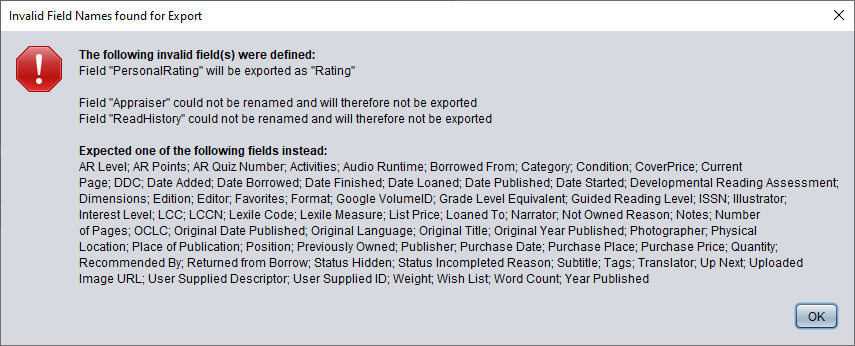 Invalid Field Names found for Export
The following invalid field(s) were defined:
Field "PersonalRating" will be exported as "Rating"
Field "Appraiser" could not be renamed and will therefore not be exported
Field "ReadHistory" could not be renamed and will therefore not be exported
Expected one of the following fields instead:
AR Level; AR Points; AR Quiz Number; Activities; Audio Runtime; Borrowed From; Category; Condition; CoverPrice; Current
Page; DDC; Date Added; Date Borrowed; Date Finished; Date Loaned; Date Published; Date Started; Developmental Reading Assessment;
Dimensions; Edition; Editor; Favorites; Format; Google VolumeID; Grade Level Equivalent; Guided Reading Level; ISSN; Illustrator;
Interest Level; LCC; LCCN; Lexile Code; Lexile Measure; List Price; Loaned To; Narrator; Not Owned Reason; Notes; Number
of Pages; OCLC; Original Date Published; Original Language; Original Title; Original Year Published; Photographer; Physical
Location; Place of Publication; Position; Previously Owned; Publisher; Purchase Date; Purchase Place; Purchase Price; Quantity;
Recommended By; Returned from Borrow; Status Hidden; Status Incompleted Reason; Subtitle; Tags; Translator; Up Next; Uploaded
Image URL; User Supplied Descriptor; User Supplied ID; Weight; Wish List; Word Count; Year Published
OK